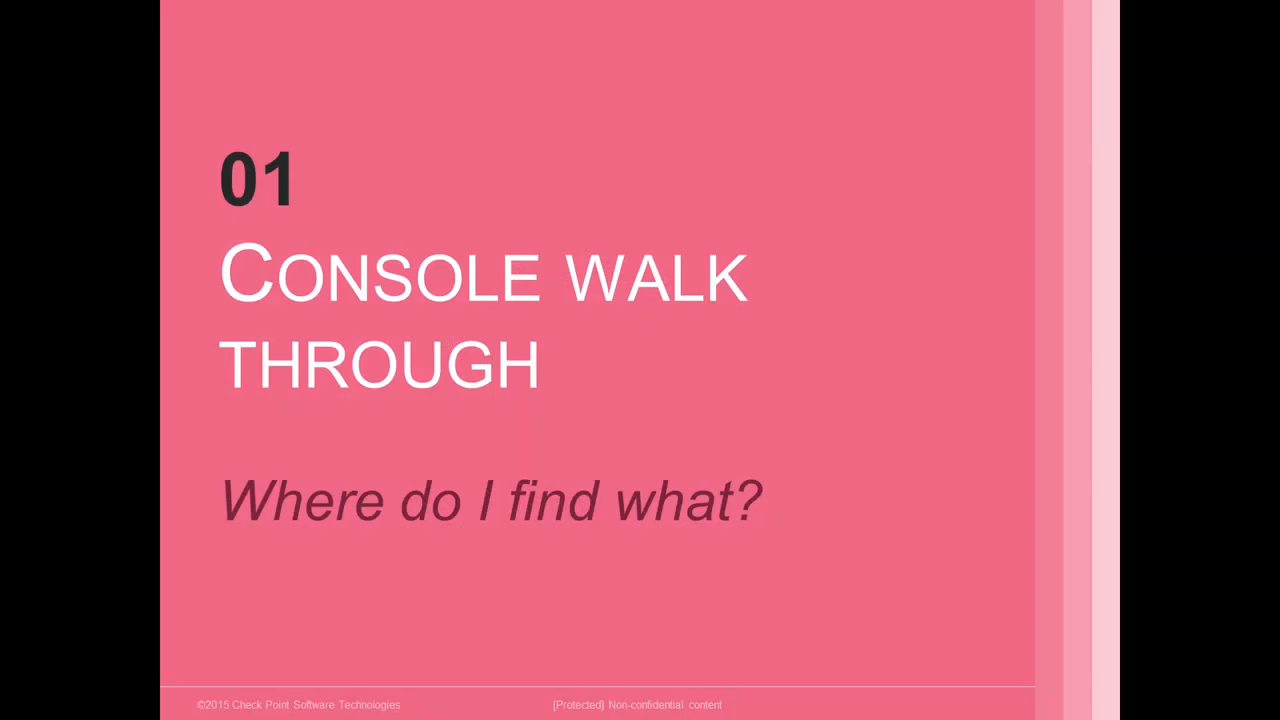 01
CONSOLE WALK
THROUGH
Where do I find what?
©2015 Check Point Software Technologies
[Protected] Non-confidential content